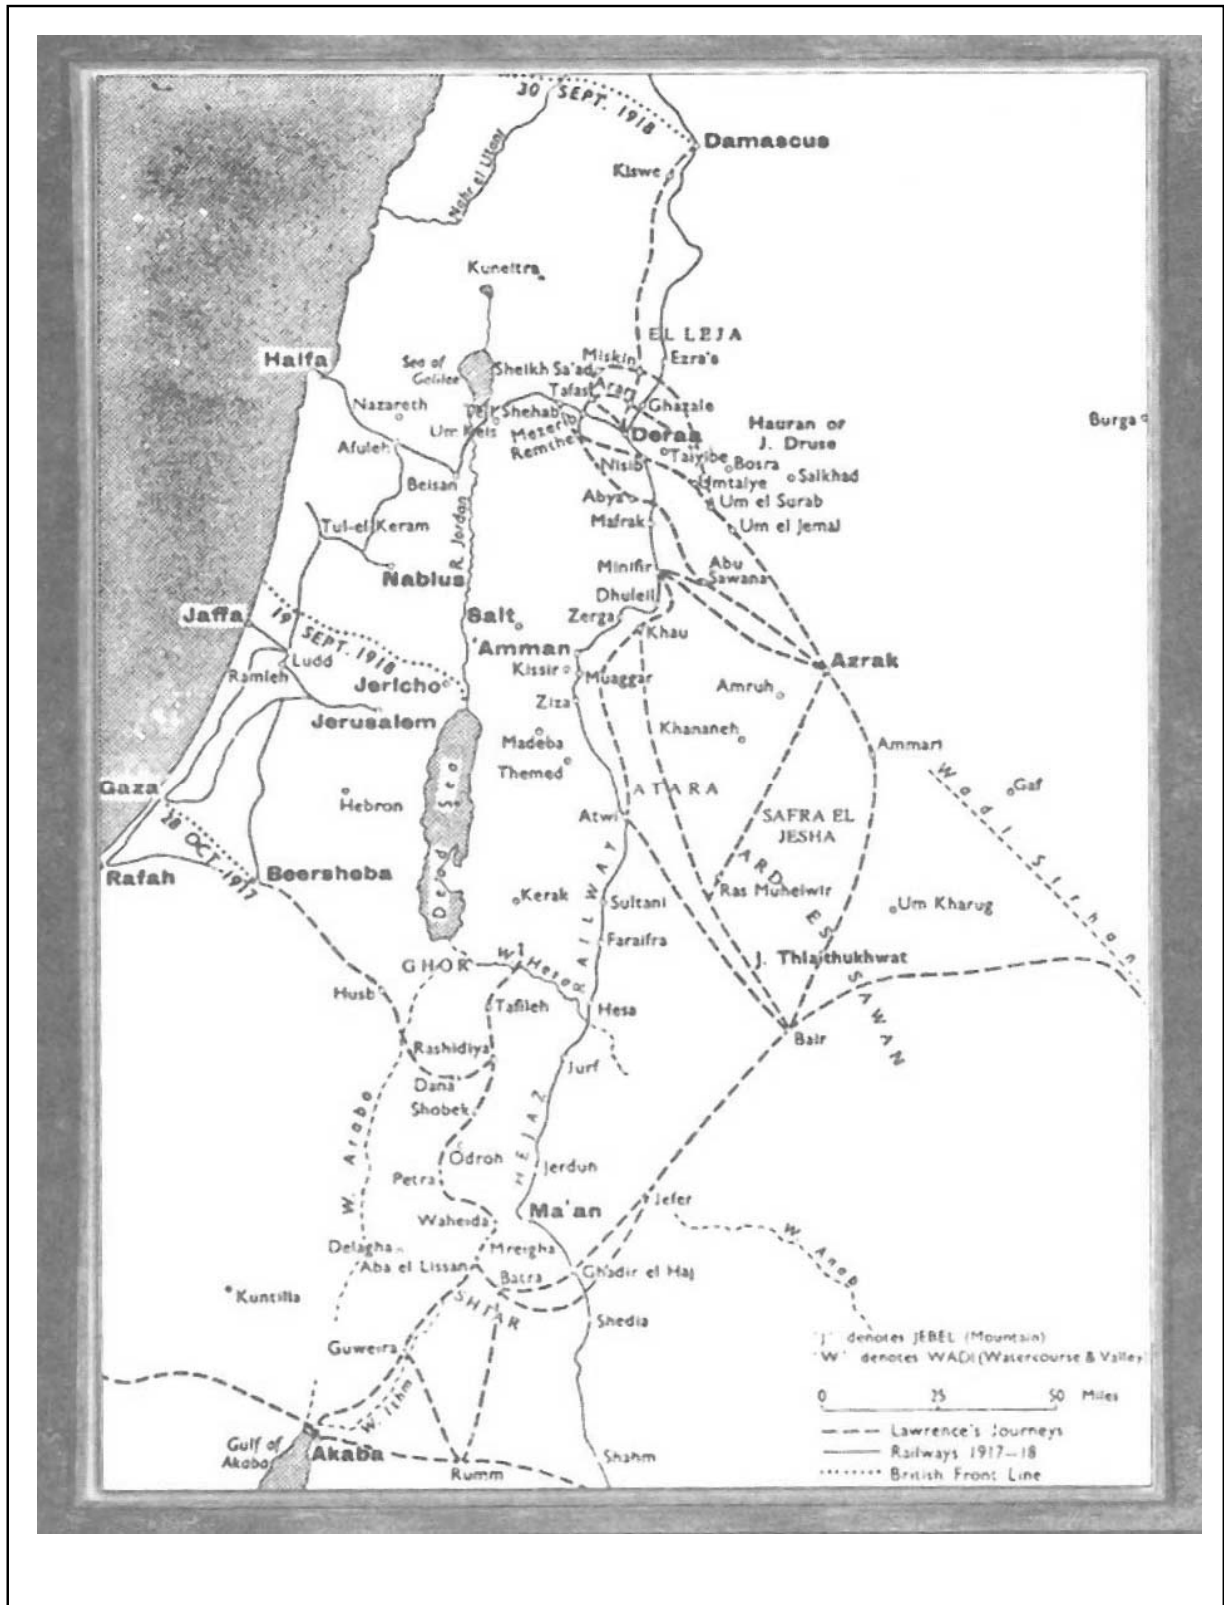 30 SEPT. 1918
Damascus
Kiswe
Nahr el Litani
Kuneitra
EL LEJA
Haifa
Sea of
Galilee
Sheikh Sa'ad
Miskin
Ezra's
Tafas
Arar
Nazareth
Tel Shehab
Ghazale
Um Keis
Mezerib
Remthe
Deraa
Hauran or
J. Druse
Burga
Afuleh
Taiyibe
Nisib
Bosra
Salkhad
Beisan
Umtaiye
Abya
Um el Surab
Tul-el-Keram
R. Jordan
Mafrak
Um el Jemal
Nablus
Minifir
Abu
Sawana
Dhuleil
Jaffa
19 SEPT. 1918
Salt
Zerga
Khau
'Amman
Ludd
Ramleh
Kissir
Muaggar
Azrak
Jericho
Ziza
Amruh
Jerusalem
Madeba
Khananeh
Ammari
Themed
Wadi Sirhan
Gaza
Hebron
Dead Sea
ATARA
Gaf
28 OCT. 1917
Atwi
SAFRA EL
JESHA
Rafah
Beersheba
ARD ES SAWAN
Kerak
Sultani
Ras Muheiwir
Um Kharug
Faraifra
GHOR
W. Hesa
J. Thlaithukhwat
Husb
Tafileh
Hesa
Bair
Rashidiya
Jurf
Dana
Shobek
W. Araba
HEJAZ RAILWAY
Odroh
Jerdun
Petra
Jefer
Waheida
Ma'an
W. Anab
Delagha
Mreigha
Aba el Lissan
Batra
Ghadir el Haj
Kuntilla
SHTAR
Shedia
Guweira
"J" denotes JEBEL (Mountain)
"W" denotes WADI (Watercourse & Valley)
0 25 50 Miles
W. Ithm
Lawrence's Journeys
Gulf of
Akaba
Akaba
Rumm
Shahm
Railways 1917-18
British Front Line